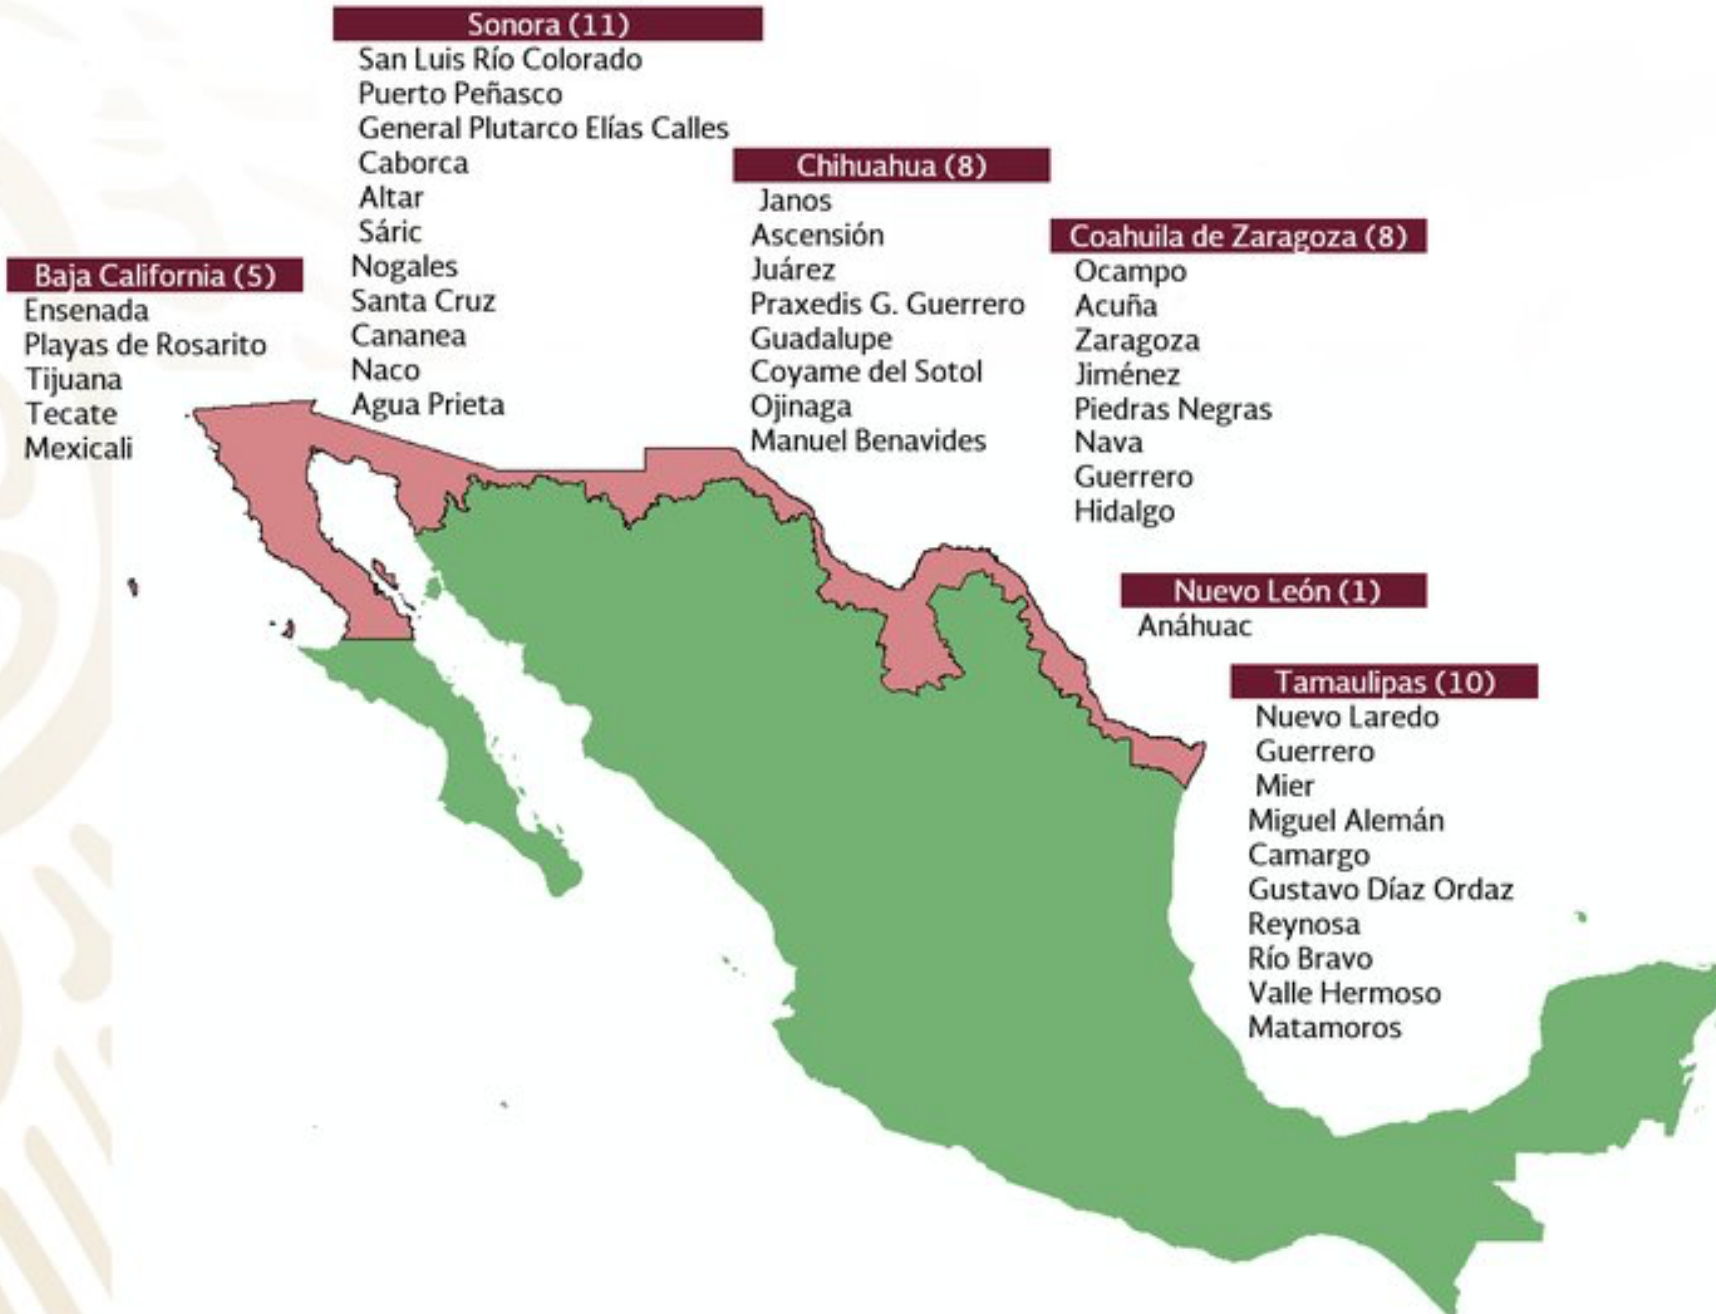 Sonora (11)
San Luis Río Colorado
Puerto Peñasco
General Plutarco Elías Calles
Caborca
Altar
Sáric
Nogales
Santa Cruz
Cananea
Naco
Agua Prieta
Chihuahua (8)
Janos
Ascensión
Juárez
Praxedis G. Guerrero
Guadalupe
Coyame del Sotol
Ojinaga
Manuel Benavides
Coahuila de Zaragoza (8)
Ocampo
Acuña
Zaragoza
Jiménez
Piedras Negras
Nava
Guerrero
Hidalgo
Baja California (5)
Ensenada
Playas de Rosarito
Tijuana
Tecate
Mexicali
Nuevo León (1)
Anáhuac
Tamaulipas (10)
Nuevo Laredo
Guerrero
Mier
Miguel Alemán
Camargo
Gustavo Díaz Ordaz
Reynosa
Río Bravo
Valle Hermoso
Matamoros